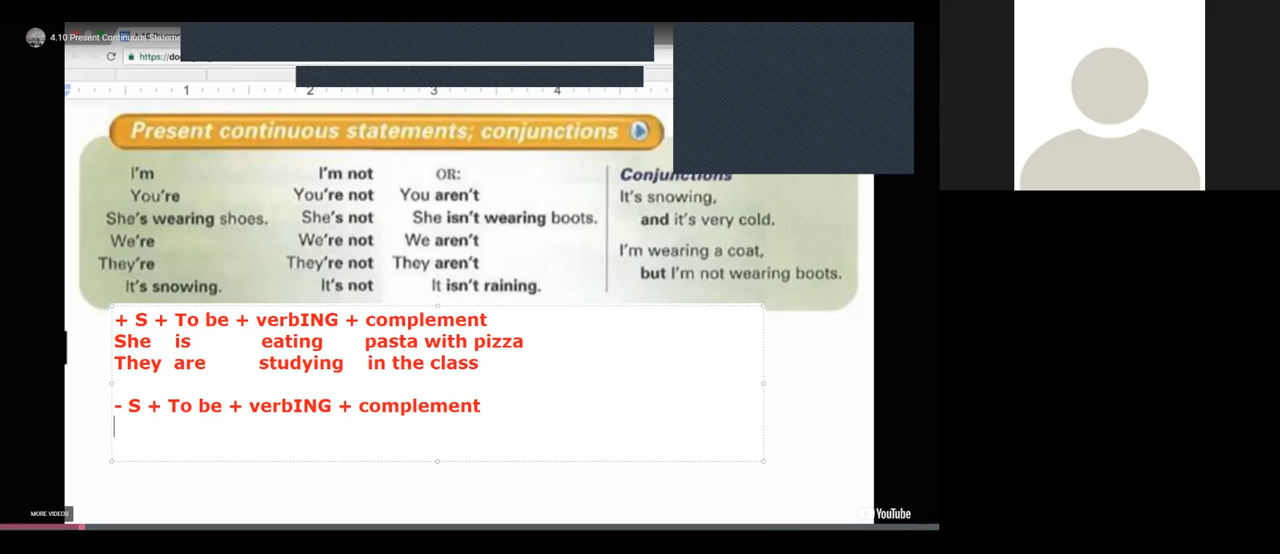 4.10 Present Continuous Stateme
https://do
1 2 3 4
Present continuous statements; conjunctions
I'm I'm not OR: Conjunctions
You're You're not You aren't It's snowing,
She's wearing shoes. She's not She isn't wearing boots. and it's very cold.
We're We're not We aren't I'm wearing a coat,
They're They're not They aren't but I'm not wearing boots.
It's snowing. It's not It isn't raining.
+ S + To be + verbING + complement
She is eating pasta with pizza
They are studying in the class
- S + To be + verbING + complement
MORE VIDEOS YouTube